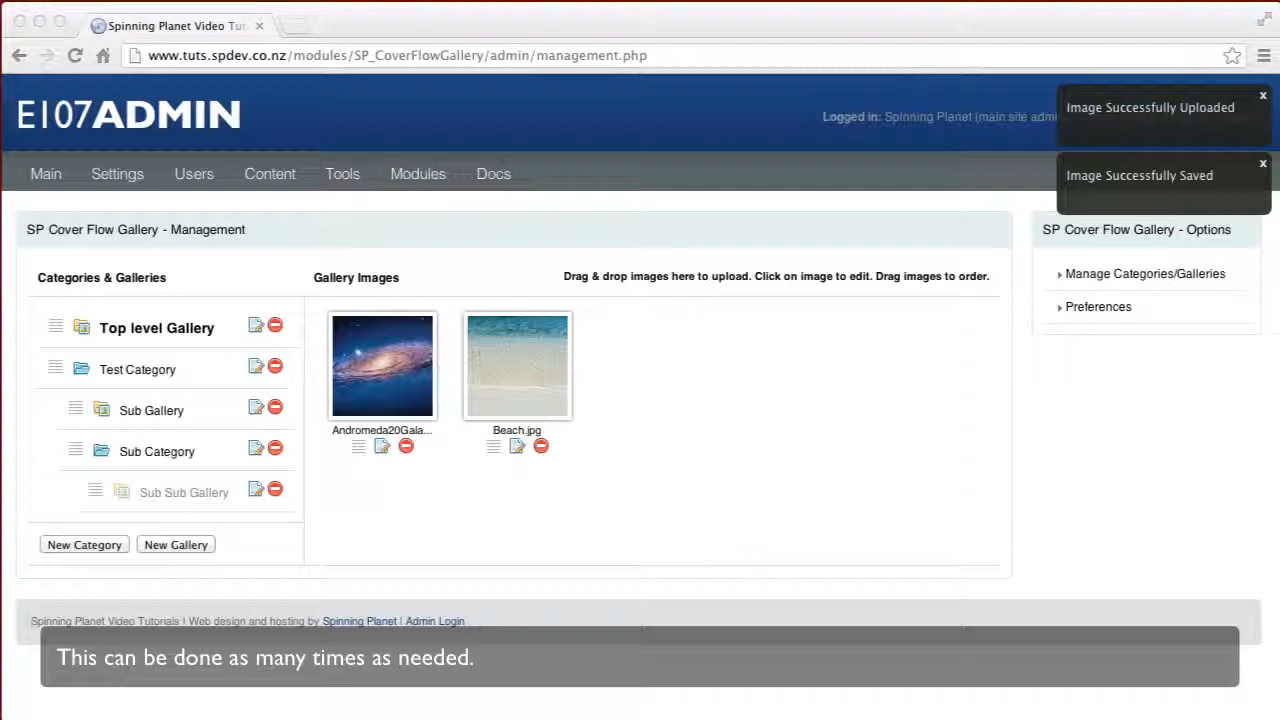 Spinning Planet Video Tut
www.tuts.spdev.co.nz/modules/SP_CoverFlowGallery/admin/management.php
E107ADMIN
Logged in: Spinning Planet (main site admi
Image Successfully Uploaded
x
Image Successfully Saved
x
Main
Settings
Users
Content
Tools
Modules
Docs
SP Cover Flow Gallery - Management
Categories & Galleries
Gallery Images
Drag & drop images here to upload. Click on image to edit. Drag images to order.
Top level Gallery
Test Category
Sub Gallery
Sub Category
Sub Sub Gallery
New Category
New Gallery
Andromeda20Gala...
Beach.jpg
SP Cover Flow Gallery - Options
Manage Categories/Galleries
Preferences
Spinning Planet Video Tutorials | Web design and hosting by Spinning Planet | Admin Login
This can be done as many times as needed.